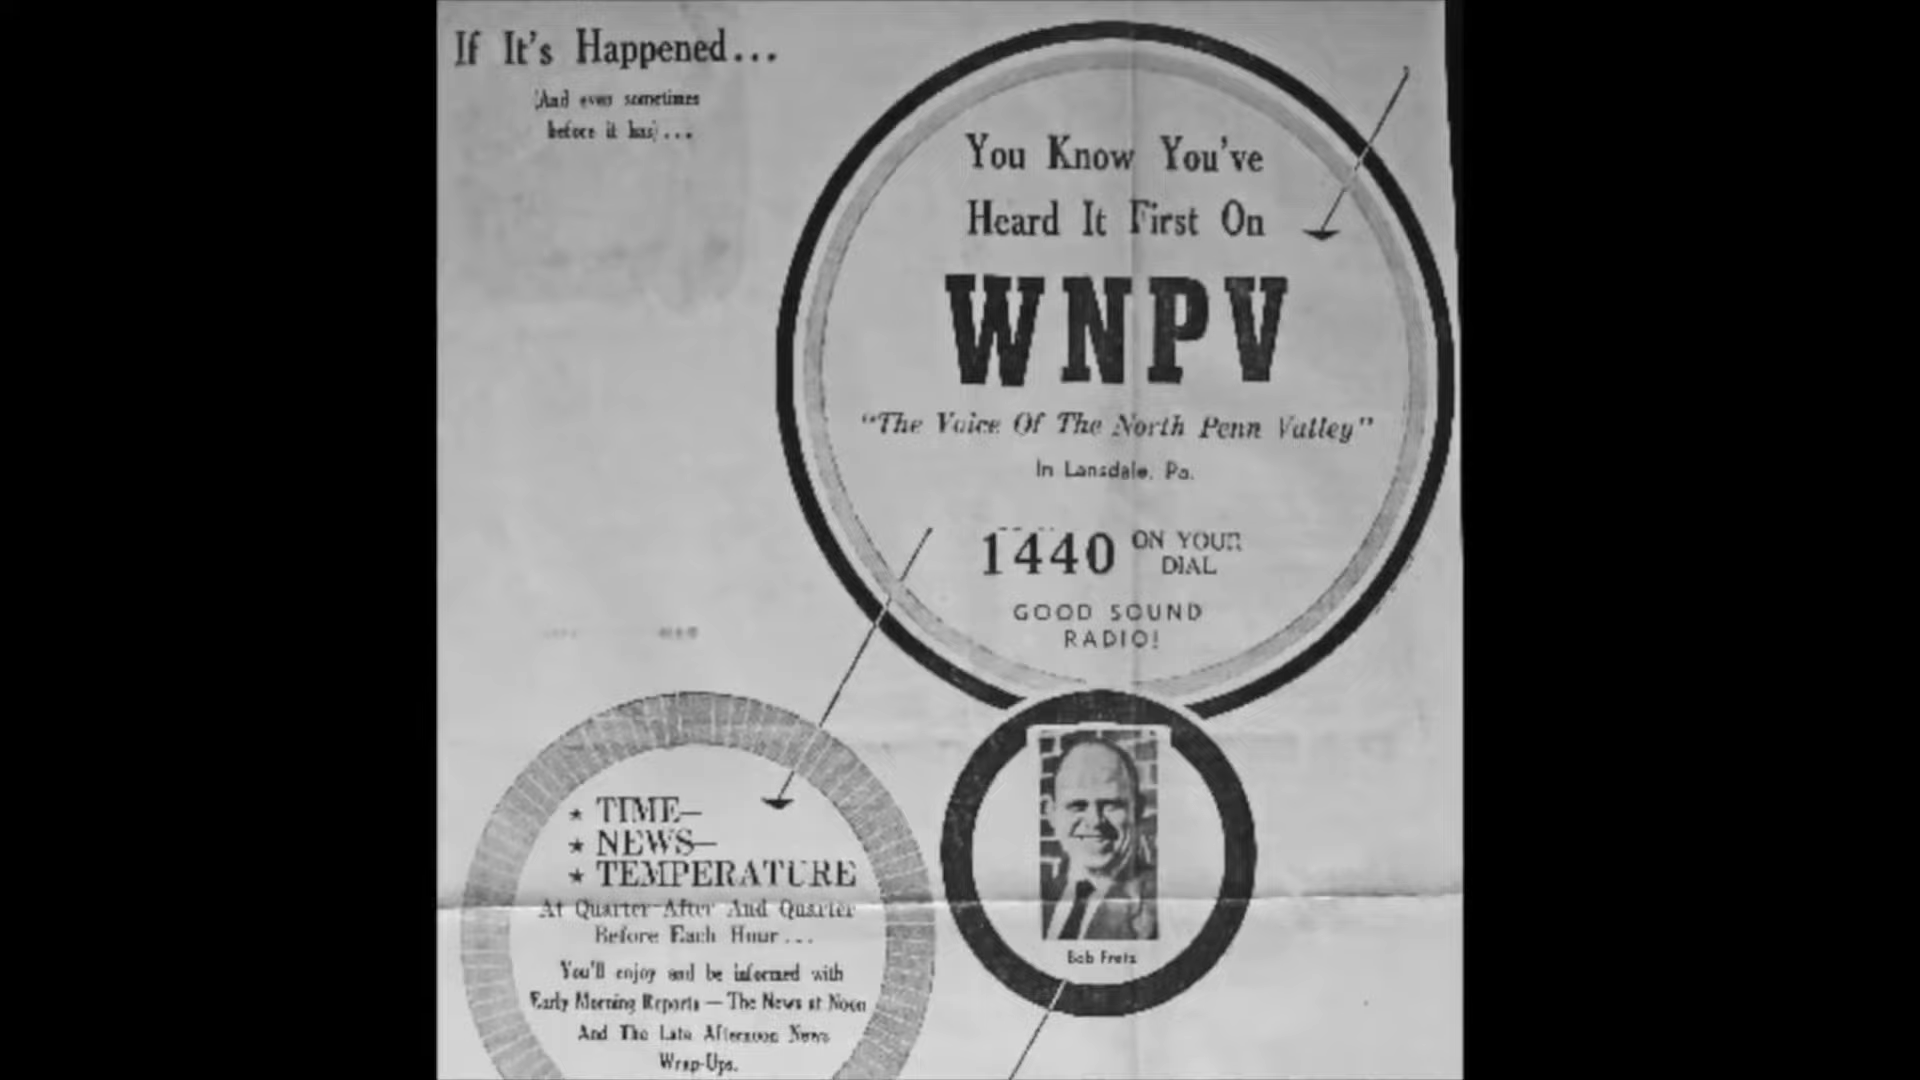 If It's Happened...
(And even sometimes
before it has)...
You Know You've
Heard It First On
WNPV
"The Voice Of The North Penn Valley"
In Lansdale, Pa.
1440 ON YOUR
DIAL
GOOD SOUND
RADIO!
★ TIME—
★ NEWS—
★ TEMPERATURE
At Quarter After And Quarter
Before Each Hour...
You'll enjoy and be informed with
Early Morning Reports — The News at Noon
And The Late Afternoon News
Wrap-Ups.
Bob Fretz